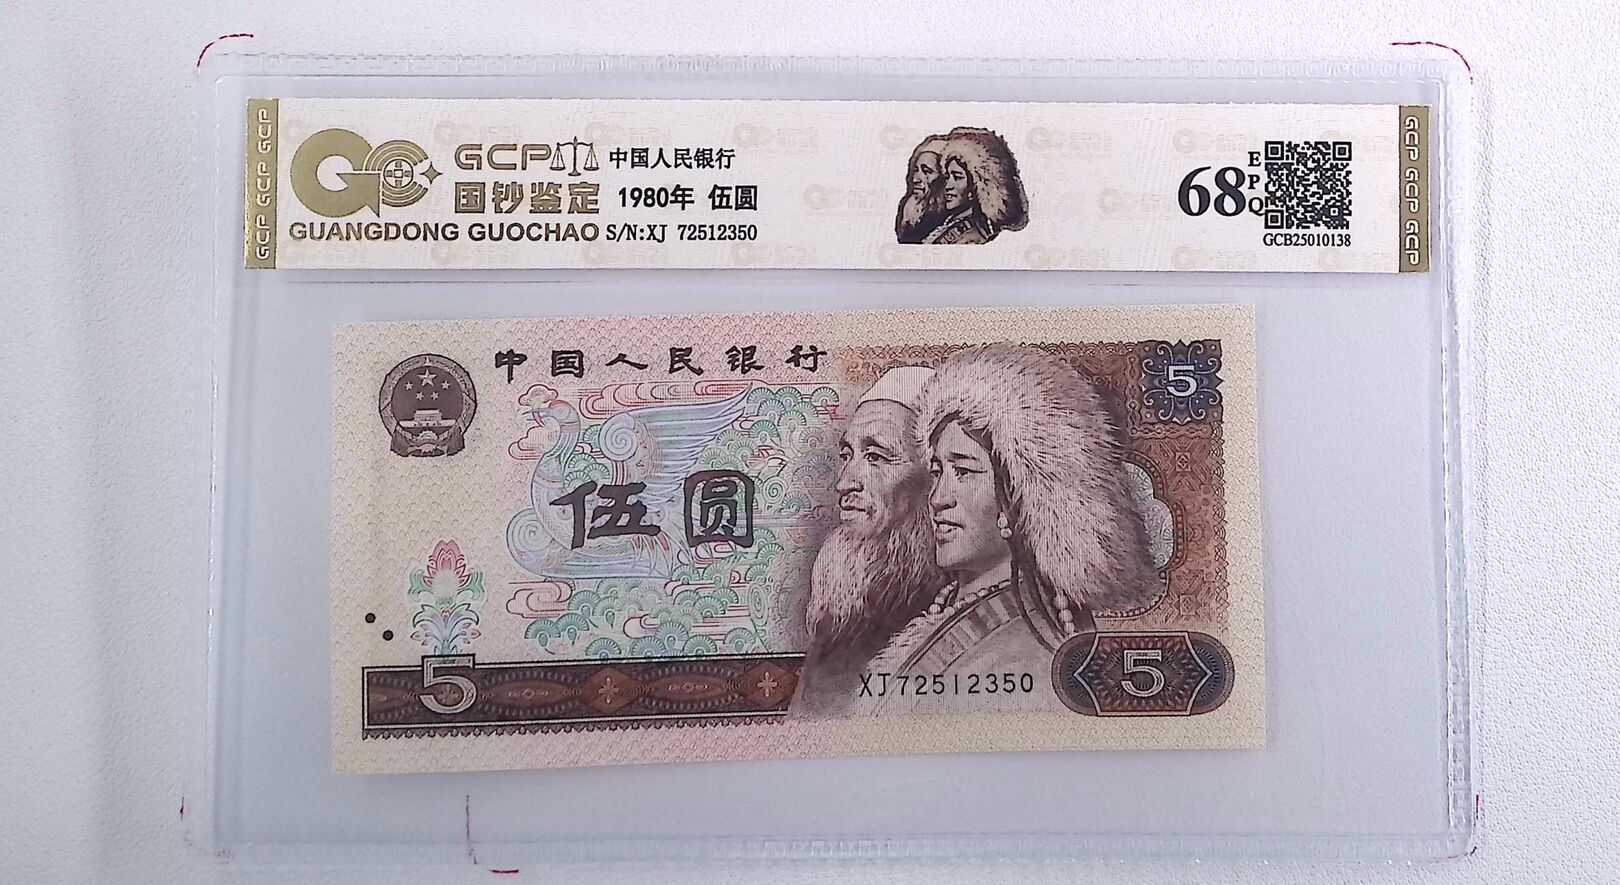 GCP GCP GCP
GCP
中国人民银行
国钞鉴定
1980年 伍圆
GUANGDONG GUOCHAO
S/N:XJ 72512350
68
EPQ
GCB25010138
GCP GCP GCP
中国人民银行
5
伍圆
5
XJ72512350
5